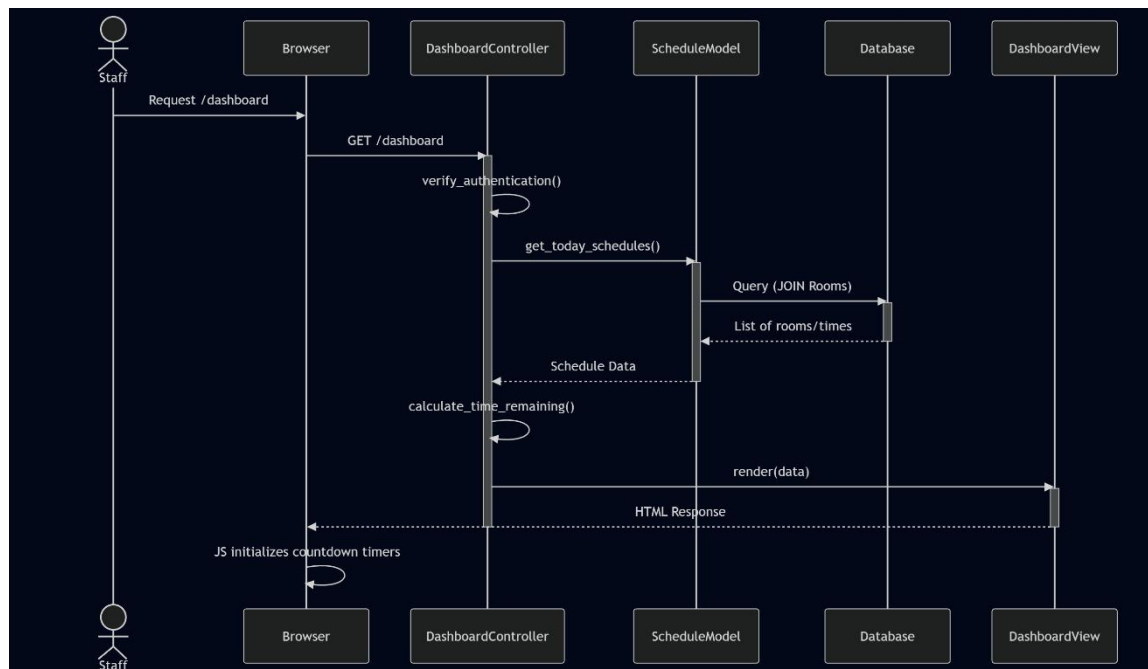 Staff
Browser
DashboardController
ScheduleModel
Database
DashboardView
Request /dashboard
GET /dashboard
verify_authentication()
get_today_schedules()
Query (JOIN Rooms)
List of rooms/times
Schedule Data
calculate_time_remaining()
render(data)
HTML Response
JS initializes countdown timers
Staff
Browser
DashboardController
ScheduleModel
Database
DashboardView